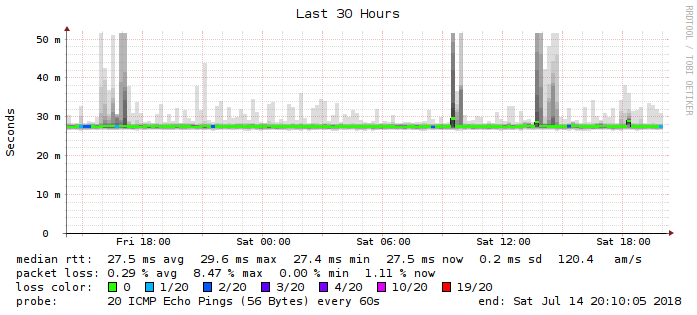 Last 30 Hours
RRDTOOL / TOBI OETIKER
Seconds
50 m
40 m
30 m
20 m
10 m
0
Fri 18:00 Sat 00:00 Sat 06:00 Sat 12:00 Sat 18:00
median rtt: 27.5 ms avg 29.6 ms max 27.4 ms min 27.5 ms now 0.2 ms sd 120.4 am/s
packet loss: 0.29 % avg 8.47 % max 0.00 % min 1.11 % now
loss color: 0 1/20 2/20 3/20 4/20 10/20 19/20
probe: 20 ICMP Echo Pings (56 Bytes) every 60s end: Sat Jul 14 20:10:05 2018